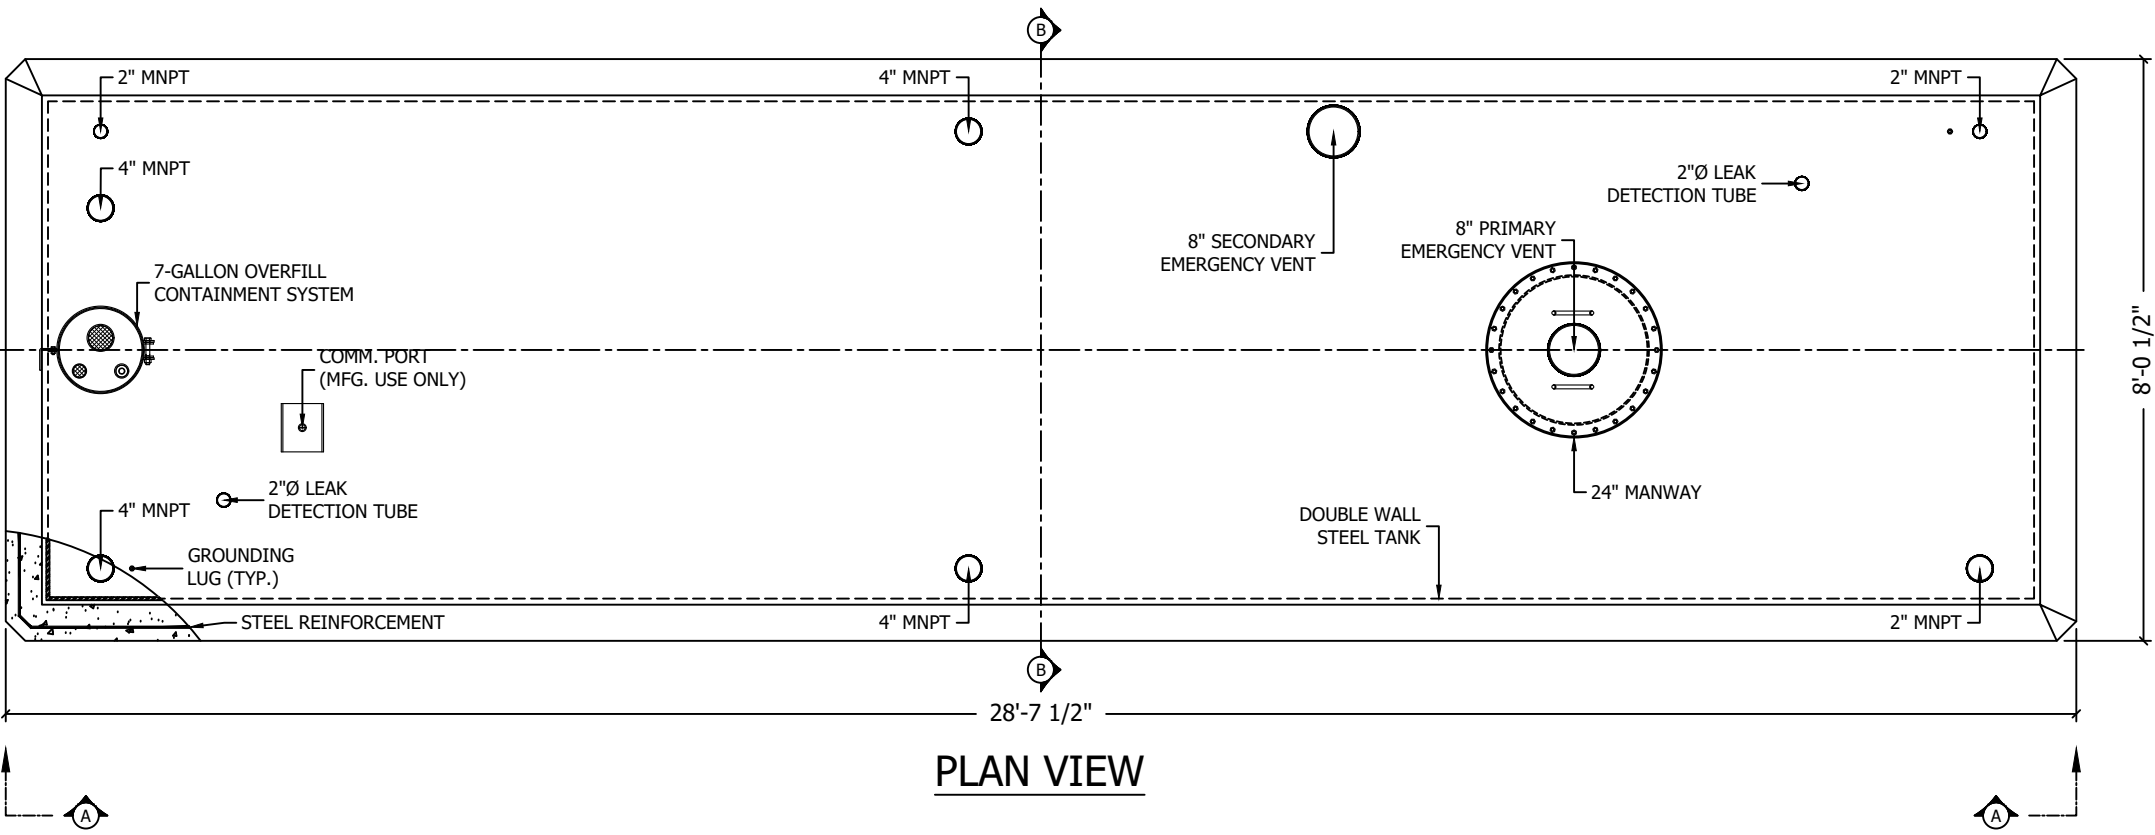 B
2" MNPT
4" MNPT
2" MNPT
4" MNPT
2"Ø LEAK
DETECTION TUBE
8" SECONDARY
EMERGENCY VENT
8" PRIMARY
EMERGENCY VENT
7-GALLON OVERFILL
CONTAINMENT SYSTEM
COMM. PORT
(MFG. USE ONLY)
8'-0 1/2"
2"Ø LEAK
DETECTION TUBE
24" MANWAY
4" MNPT
DOUBLE WALL
STEEL TANK
GROUNDING
LUG (TYP.)
STEEL REINFORCEMENT
4" MNPT
2" MNPT
B
28'-7 1/2"
PLAN VIEW
A
A